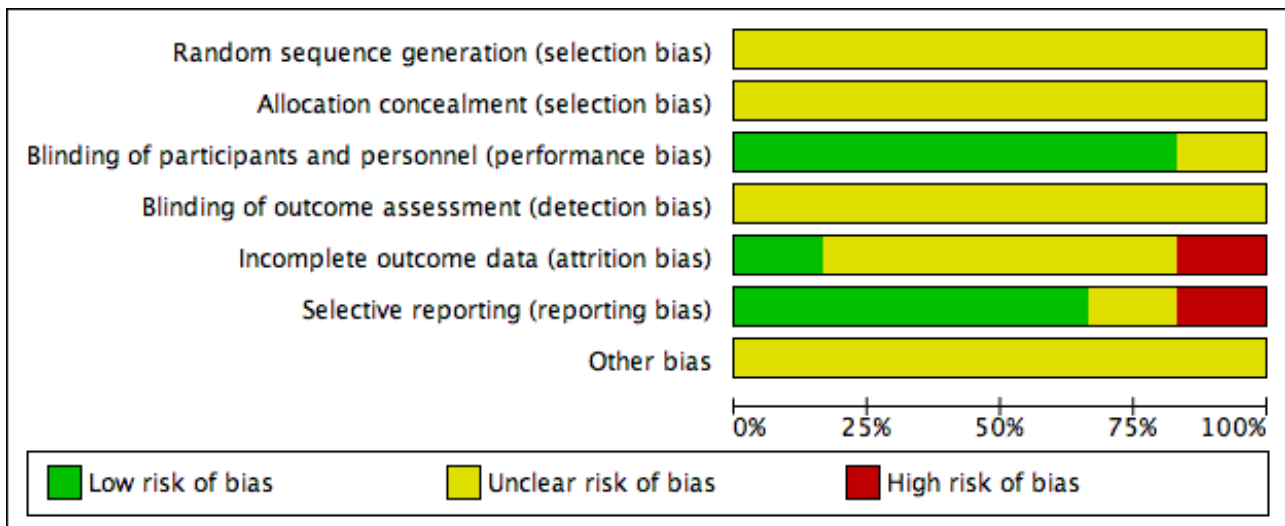 Random sequence generation (selection bias)
Allocation concealment (selection bias)
Blinding of participants and personnel (performance bias)
Blinding of outcome assessment (detection bias)
Incomplete outcome data (attrition bias)
Selective reporting (reporting bias)
Other bias
0% 25% 50% 75% 100%
Low risk of bias Unclear risk of bias High risk of bias